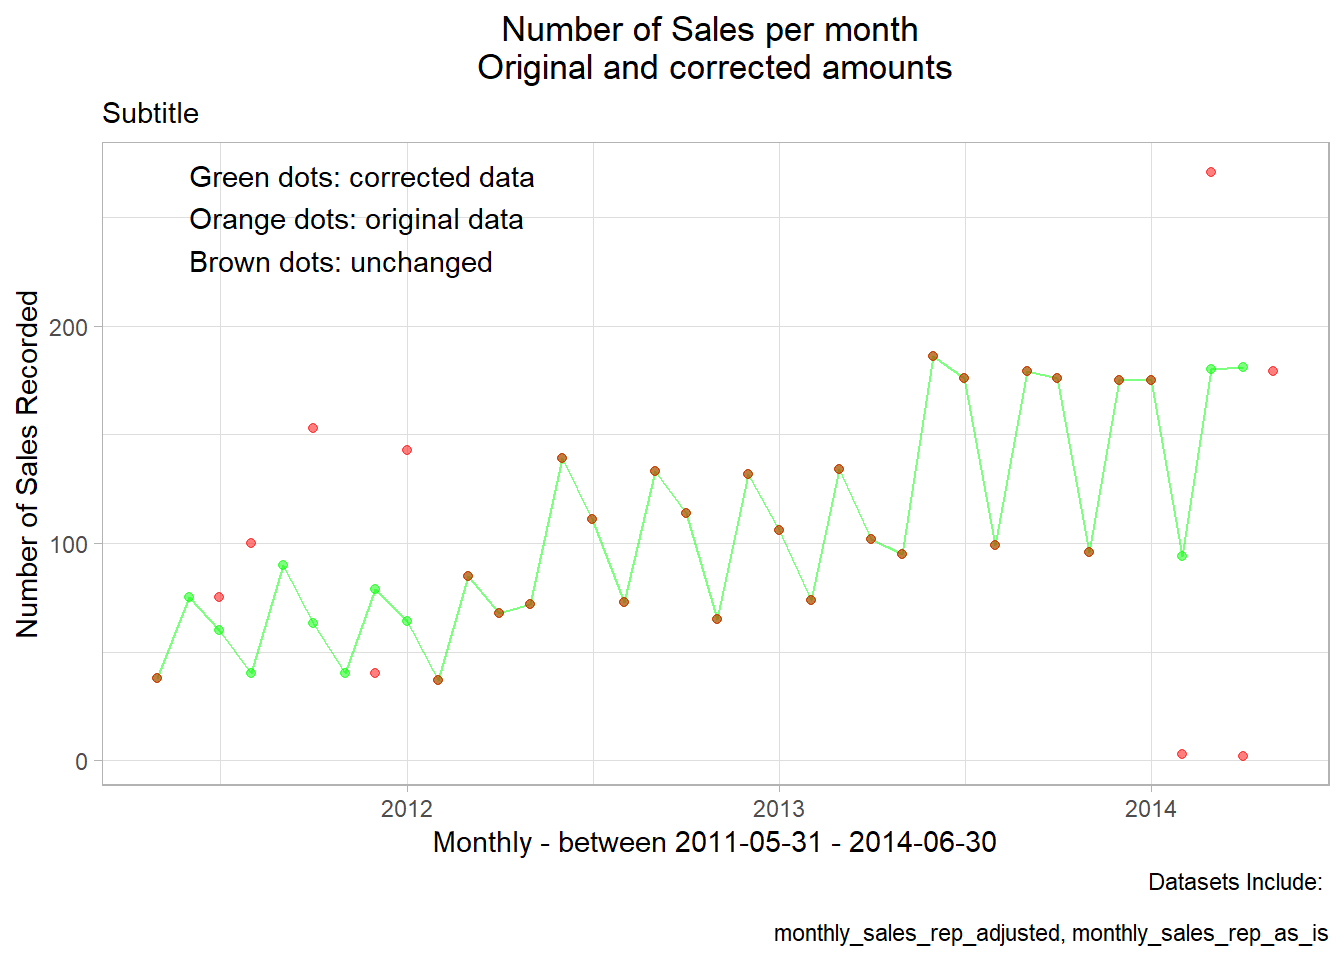 Number of Sales per month
Original and corrected amounts
Subtitle
Green dots: corrected data
Orange dots: original data
Brown dots: unchanged
Number of Sales Recorded
200
100
0
2012
2013
2014
Monthly - between 2011-05-31 - 2014-06-30
Datasets Include:
monthly_sales_rep_adjusted, monthly_sales_rep_as_is